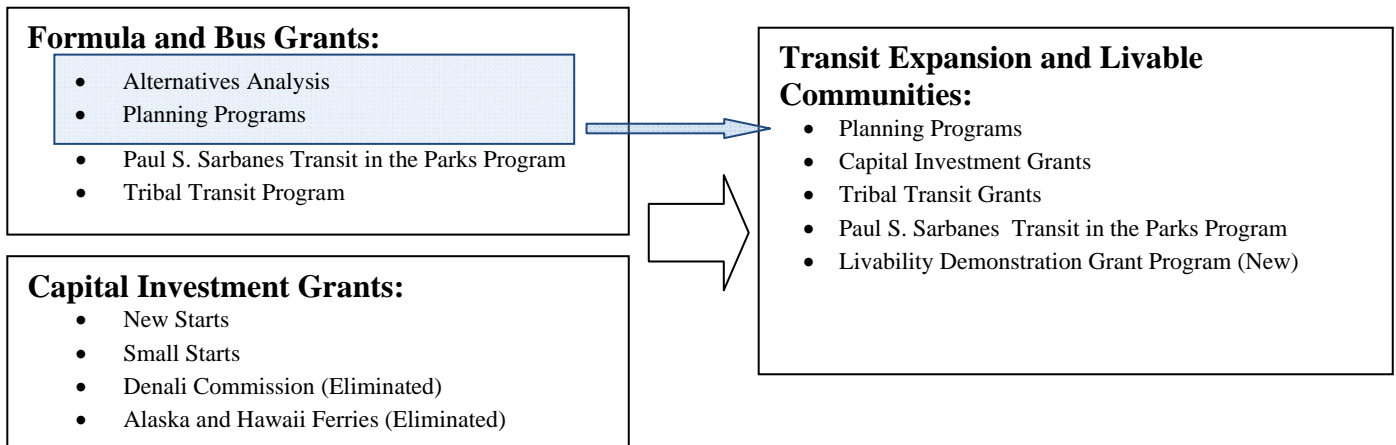 Formula and Bus Grants:
• Alternatives Analysis
• Planning Programs
• Paul S. Sarbanes Transit in the Parks Program
• Tribal Transit Program
Capital Investment Grants:
• New Starts
• Small Starts
• Denali Commission (Eliminated)
• Alaska and Hawaii Ferries (Eliminated)
Transit Expansion and Livable
Communities:
• Planning Programs
• Capital Investment Grants
• Tribal Transit Grants
• Paul S. Sarbanes Transit in the Parks Program
• Livability Demonstration Grant Program (New)